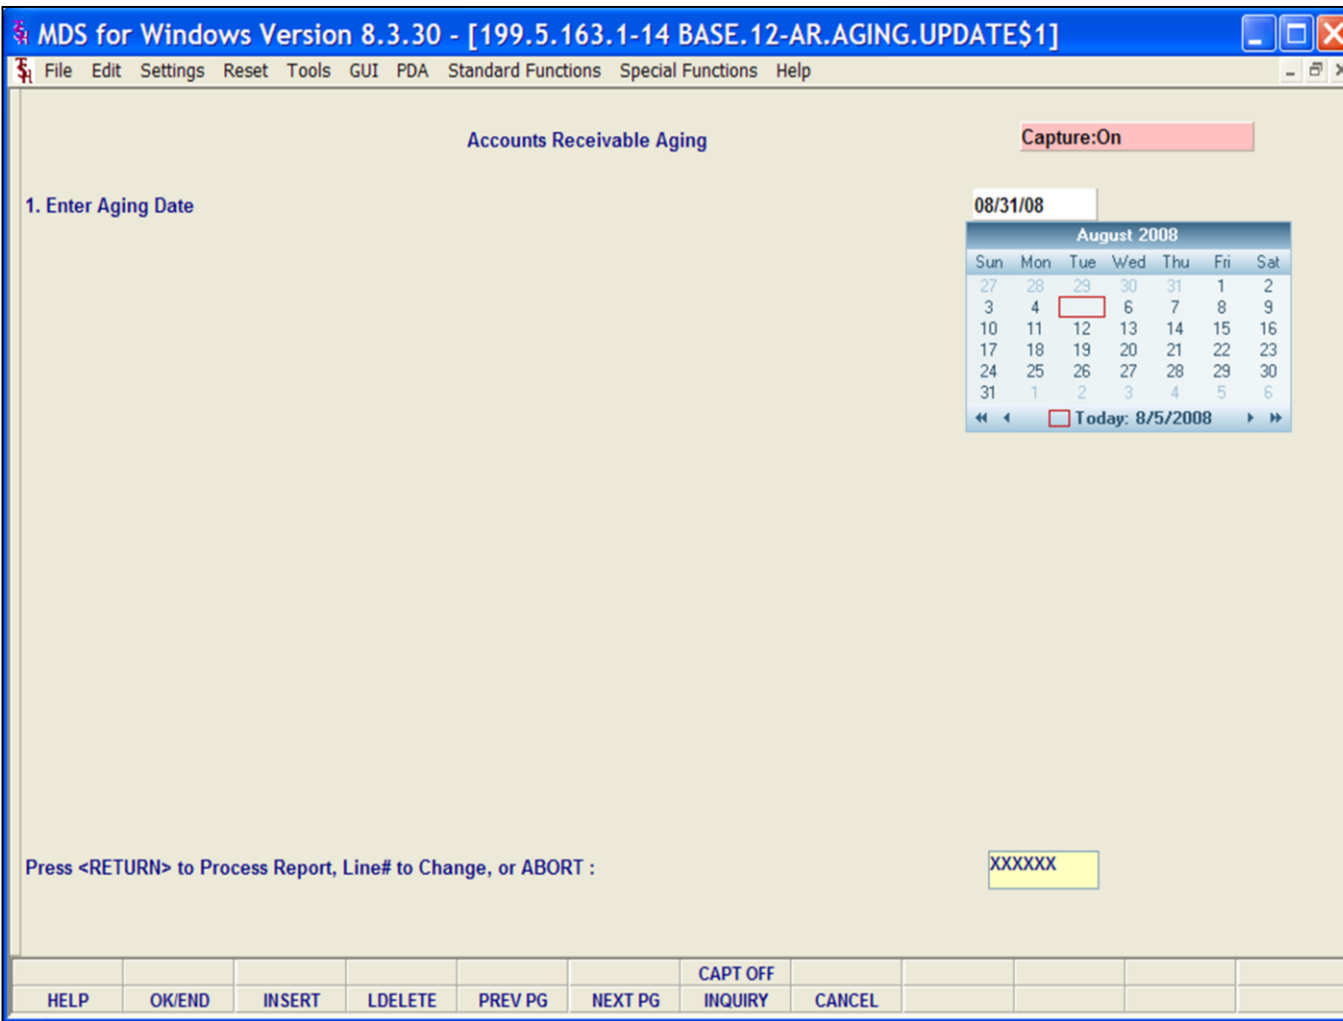 MDS for Windows Version 8.3.30 - [199.5.163.1-14 BASE.12-AR.AGING.UPDATE$1]
File Edit Settings Reset Tools GUI PDA Standard Functions Special Functions Help
Accounts Receivable Aging
Capture:On
1. Enter Aging Date
08/31/08
August 2008
Sun Mon Tue Wed Thu Fri Sat
27 28 29 30 31 1 2
3 4 6 7 8 9
10 11 12 13 14 15 16
17 18 19 20 21 22 23
24 25 26 27 28 29 30
31 1 2 3 4 5 6
Today: 8/5/2008
Press <RETURN> to Process Report, Line# to Change, or ABORT :
XXXXXX
CAPT OFF
HELP OK/END INSERT LDELETE PREV PG NEXT PG INQUIRY CANCEL